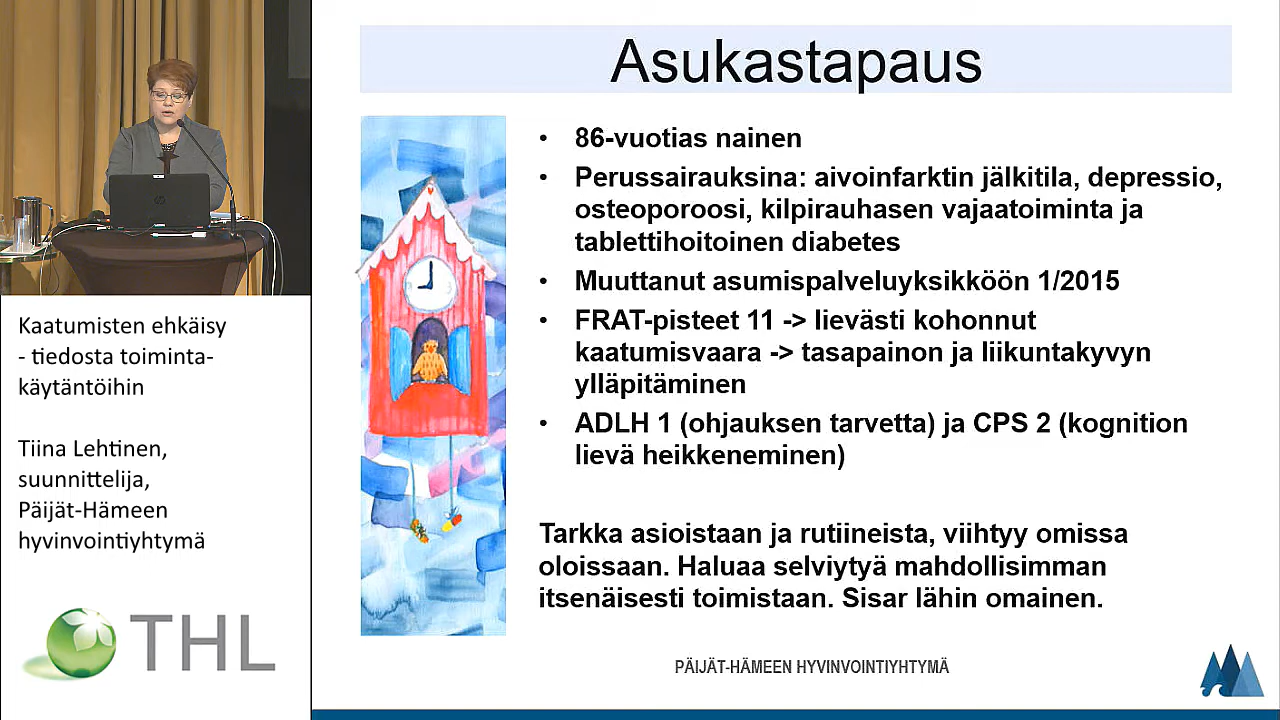 Asukastapaus
• 86-vuotias nainen
• Perussairauksina: aivoinfarktin jälkitila, depressio,
osteoporoosi, kilpirauhasen vajaatoiminta ja
tablettihoitoinen diabetes
• Muuttanut asumispalveluyksikköön 1/2015
• FRAT-pisteet 11 -> lievästi kohonnut
kaatumisvaara -> tasapainon ja liikuntakyvyn
ylläpitäminen
• ADLH 1 (ohjauksen tarvetta) ja CPS 2 (kognition
lievä heikkeneminen)
Tarkka asioistaan ja rutiineista, viihtyy omissa
oloissaan. Haluaa selviytyä mahdollisimman
itsenäisesti toimistaan. Sisar lähin omainen.
PÄIJÄT-HÄMEEN HYVINVOINTIYHTYMÄ
Kaatumisten ehkäisy
- tiedosta toiminta-
käytäntöihin
Tiina Lehtinen,
suunnittelija,
Päijät-Hämeen
hyvinvointiyhtymä
THL